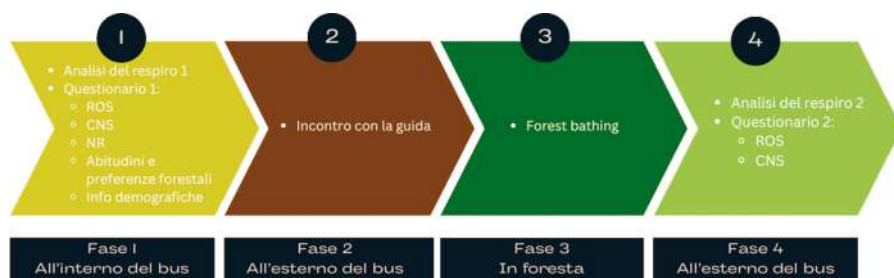 1
• Analisi del respiro 1
• Questionario 1:
◦ ROS
◦ CNS
◦ NR
◦ Abitudini e
preferenze forestali
◦ Info demografiche
2
• Incontro con la guida
3
• Forest bathing
4
• Analisi del respiro 2
• Questionario 2:
◦ ROS
◦ CNS
Fase 1
All'interno del bus
Fase 2
All'esterno del bus
Fase 3
In foresta
Fase 4
All'esterno del bus